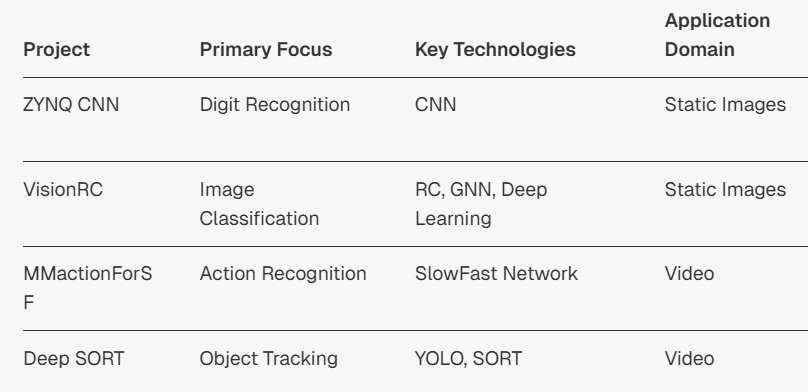 Project Primary Focus Key Technologies Application Domain
ZYNQ CNN Digit Recognition CNN Static Images
VisionRC Image Classification RC, GNN, Deep Learning Static Images
MMactionForSF Action Recognition SlowFast Network Video
Deep SORT Object Tracking YOLO, SORT Video